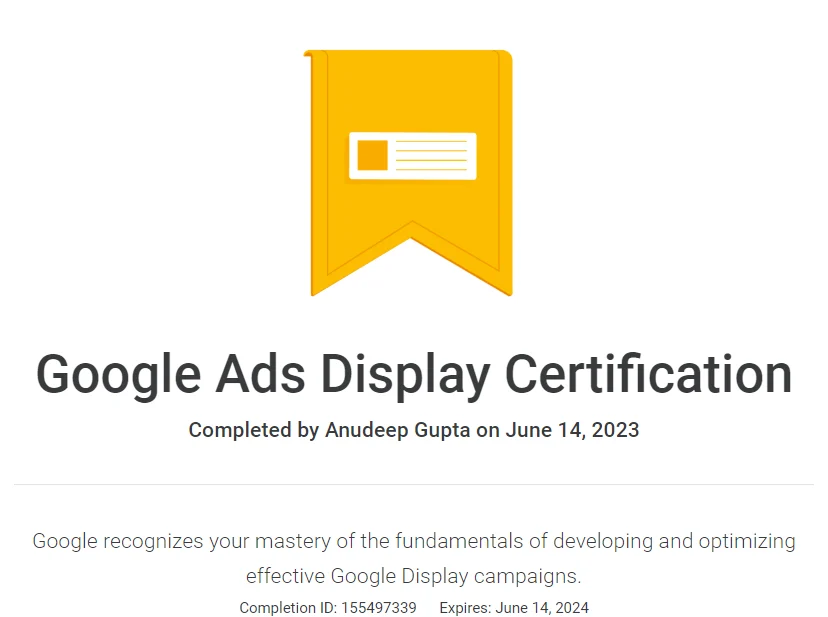 Google Ads Display Certification
Completed by Anudeep Gupta on June 14, 2023
Google recognizes your mastery of the fundamentals of developing and optimizing
effective Google Display campaigns.
Completion ID: 155497339 Expires: June 14, 2024